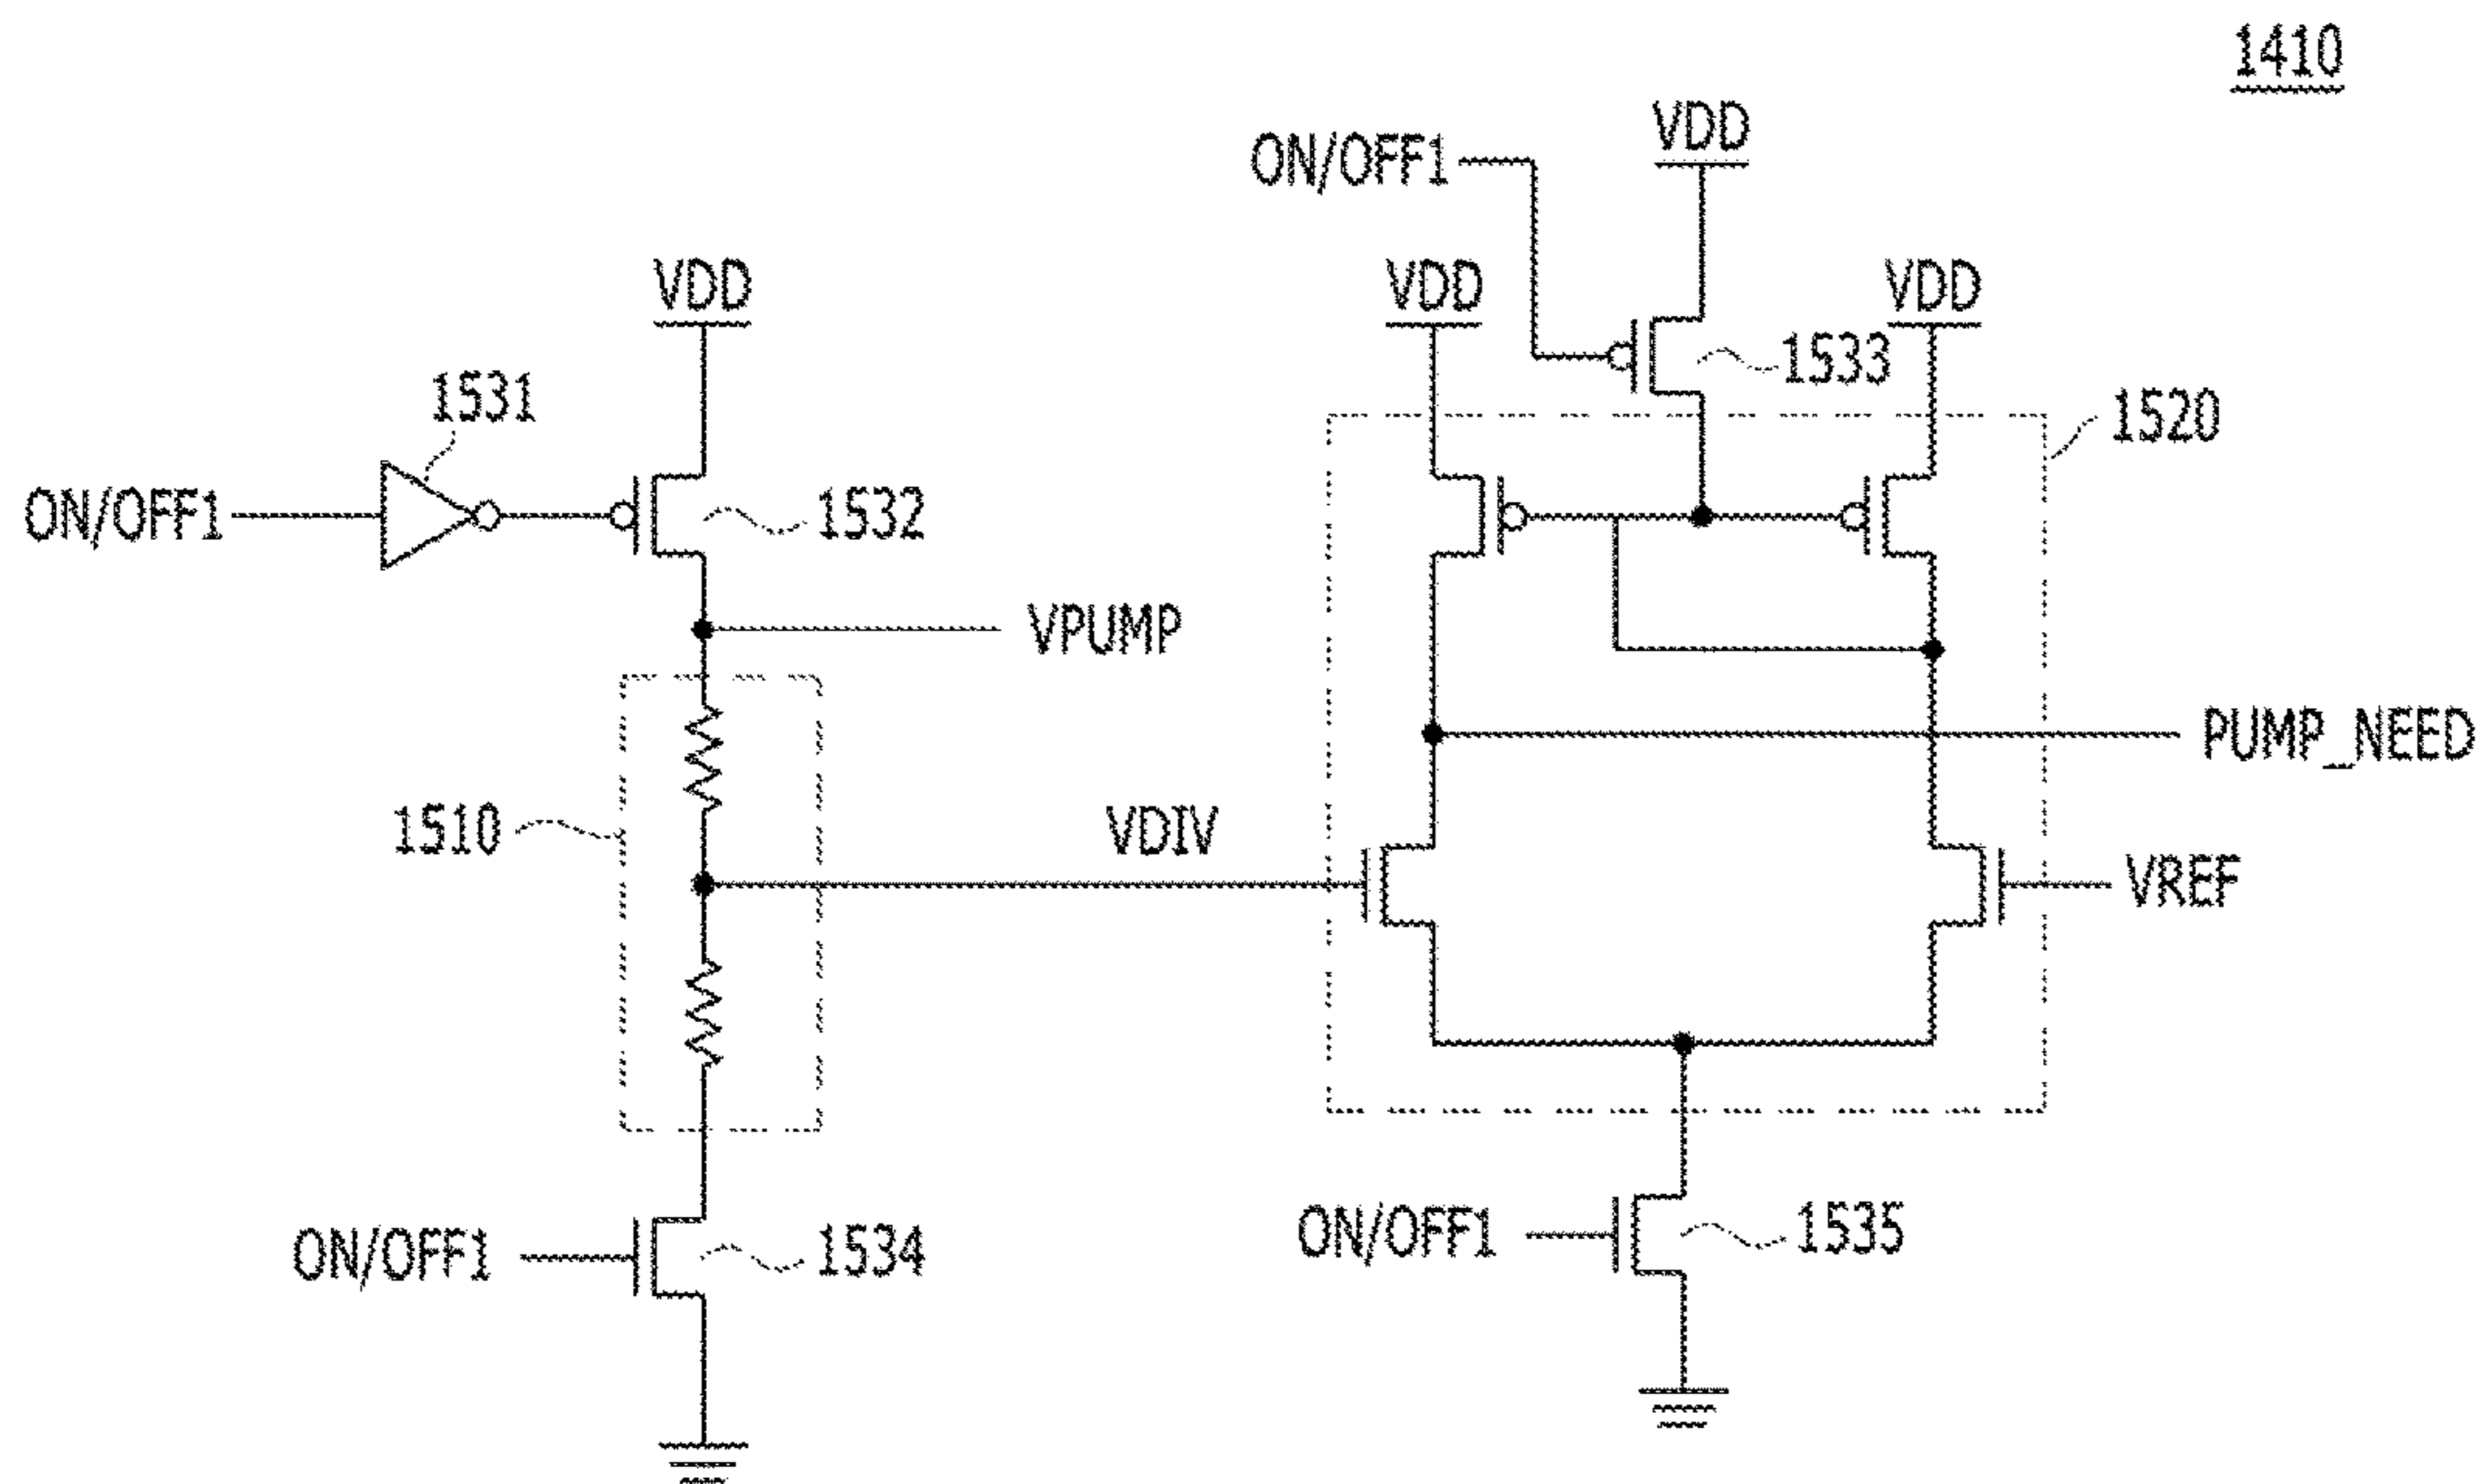 1410
VDD
ON/OFF1
VDD
VDD
VDD
1533
1531
1520
ON/OFF1
1532
VPUMP
PUMP_NEED
1510
VDIV
VREF
ON/OFF1
1534
ON/OFF1
1535